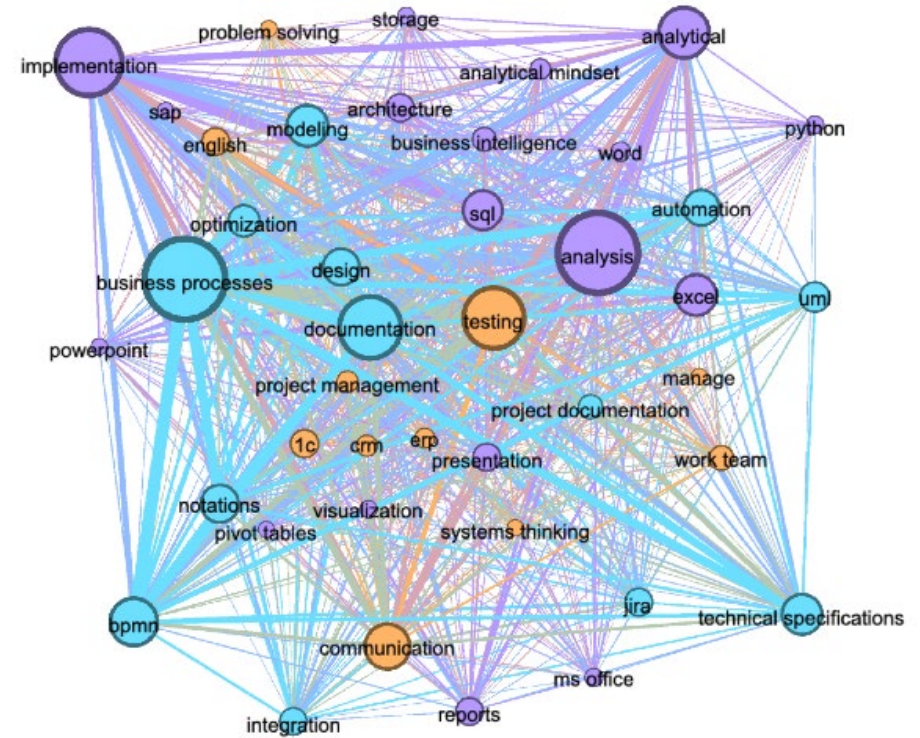 storage
problem solving
analytical
implementation
analytical mindset
sap
architecture
modeling
python
english
business intelligence
word
optimization
sql
automation
analysis
design
business processes
excel
uml
documentation
testing
powerpoint
project management
manage
project documentation
1c
crm
erp
presentation
work team
notations
visualization
pivot tables
systems thinking
jira
technical specifications
bpmn
communication
ms office
reports
integration